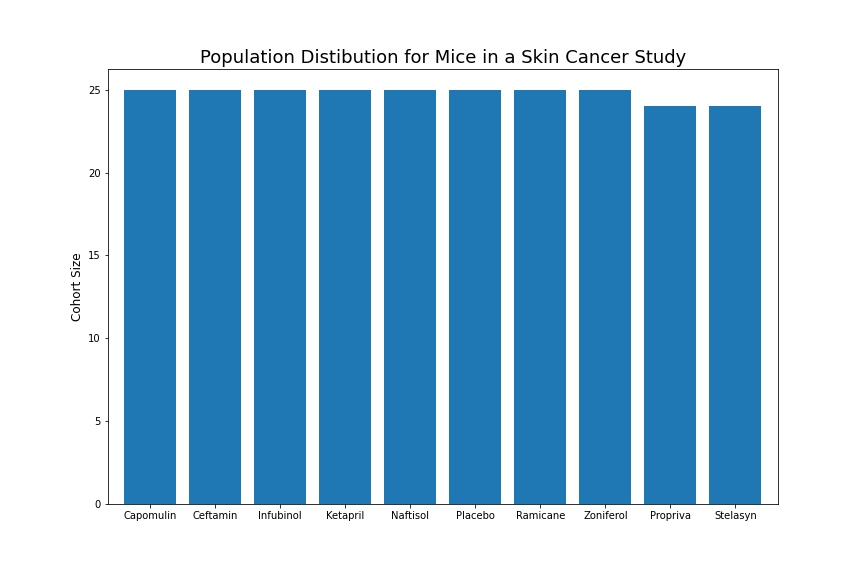 Population Distibution for Mice in a Skin Cancer Study
25
20
15
10
5
0
Cohort Size
Capomulin Ceftamin Infubinol Ketapril Naftisol Placebo Ramicane Zoniferol Propriva Stelasyn